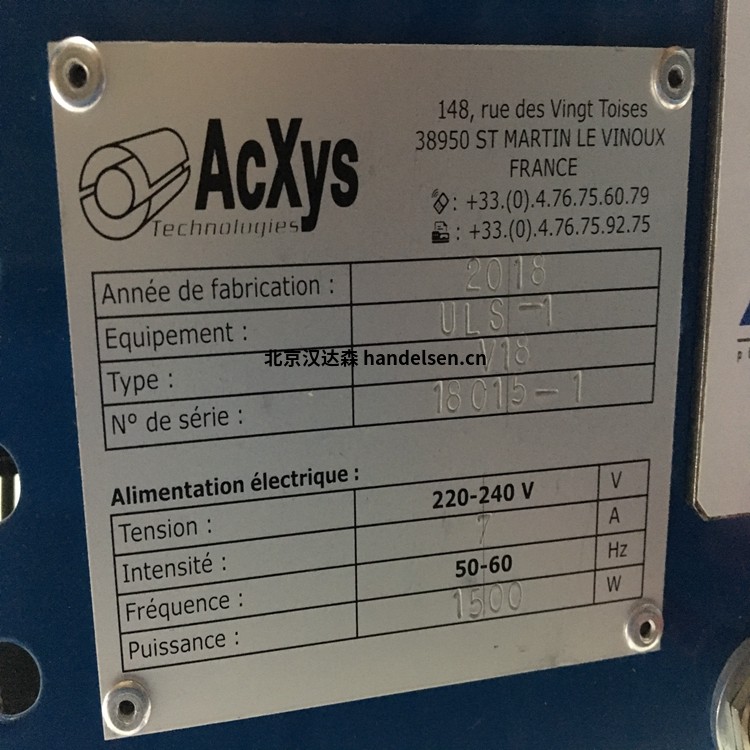 AcXys
Technologies
148, rue des Vingt Toises
38950 ST MARTIN LE VINOUX
FRANCE
: +33.(0).4.76.75.60.79
: +33.(0).4.76.75.92.75
Année de fabrication : 2018
Equipement : ULS-1
Type : V18
北京汉达森 handelsen.cn
N° de série : 18015-1
Alimentation électrique :
Tension : 220-240 V V
Intensité : 7 A
Fréquence : 50-60 Hz
Puissance : 1500 W